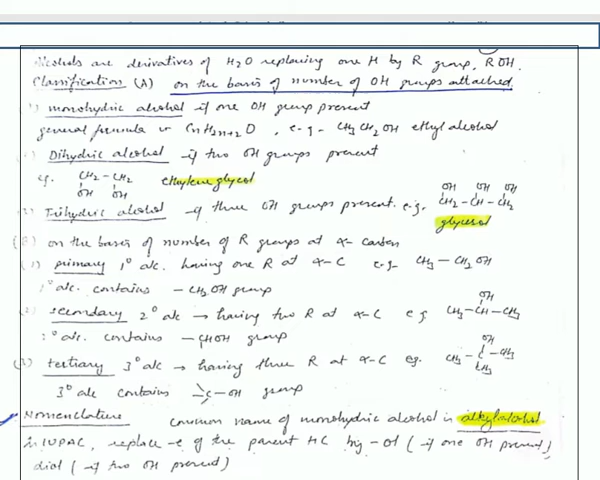 Alcohols are derivatives of H2O replacing one H by R group, ROH.
Classification (A) on the basis of number of OH groups attached
1) monohydric alcohol if one OH group present
general formula is CnH2n+2O, e.g- CH3CH2OH ethyl alcohol
Dihydric alcohol - if two OH groups present
eg. CH2-CH2 ethylene glycol
OH OH
OH OH OH
Trihydric alcohol - if three OH groups present. e.g. CH2-CH-CH2
glycerol
(B) on the basis of number of R groups at α- carbon
(1) primary 1° alc. having one R at α-C e.g- CH3-CH2OH
1° alc. contains -CH2OH group
OH
(2) secondary 2° alc → having two R at α-C eg CH3-CH-CH3
2° alc. contains -CHOH group
OH
(3) tertiary 3° alc → having three R at α-C eg. CH3-C-CH3
CH3
3° alc contains -C-OH group
Nomenclature common name of monohydric alcohol is alkylalcohol
in IUPAC, replace -e of the parent HC by -ol (if one OH present)
diol (-if two OH present)